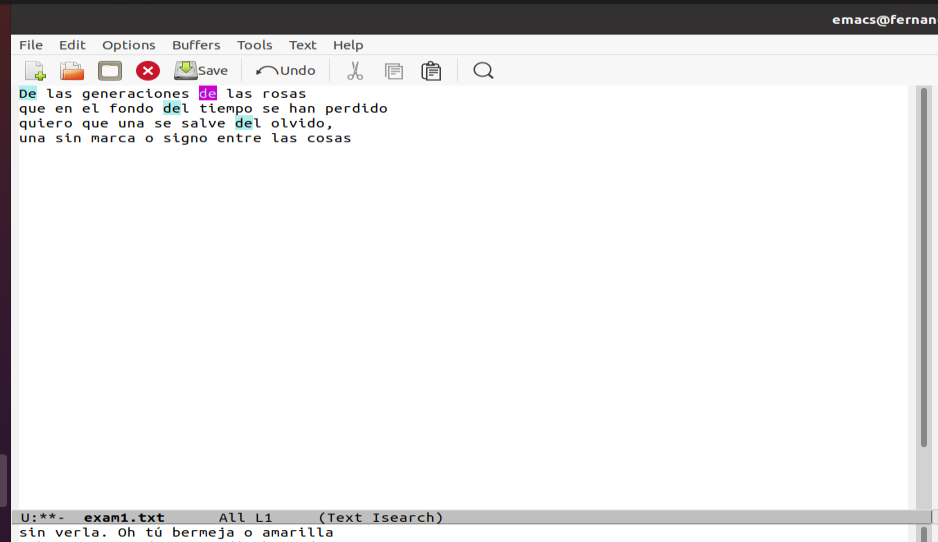 emacs@fernan
File Edit Options Buffers Tools Text Help
Save Undo
De las generaciones de las rosas
que en el fondo del tiempo se han perdido
quiero que una se salve del olvido,
una sin marca o signo entre las cosas
U:**- exam1.txt All L1 (Text Isearch)
sin verla. Oh tú bermeja o amarilla